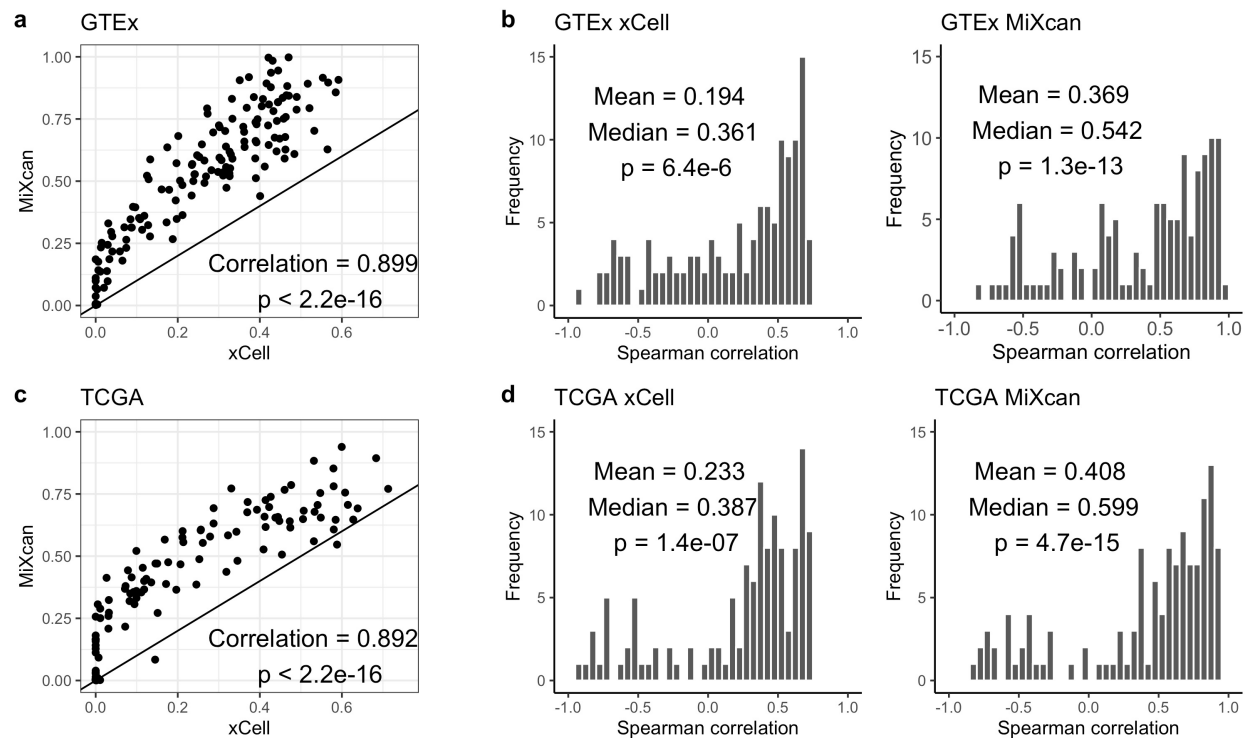 a
GTEx
1.00
0.75
0.50
0.25
0.00
MiXcan
Correlation = 0.899
p < 2.2e-16
0.0 0.2 0.4 0.6
xCell
b
GTEx xCell
15
10
5
0
Frequency
Mean = 0.194
Median = 0.361
p = 6.4e-6
-1.0 -0.5 0.0 0.5 1.0
Spearman correlation
GTEx MiXcan
15
10
5
0
Frequency
Mean = 0.369
Median = 0.542
p = 1.3e-13
-1.0 -0.5 0.0 0.5 1.0
Spearman correlation
c
TCGA
1.00
0.75
0.50
0.25
0.00
MiXcan
Correlation = 0.892
p < 2.2e-16
0.0 0.2 0.4 0.6
xCell
d
TCGA xCell
15
10
5
0
Frequency
Mean = 0.233
Median = 0.387
p = 1.4e-07
-1.0 -0.5 0.0 0.5 1.0
Spearman correlation
TCGA MiXcan
15
10
5
0
Frequency
Mean = 0.408
Median = 0.599
p = 4.7e-15
-1.0 -0.5 0.0 0.5 1.0
Spearman correlation